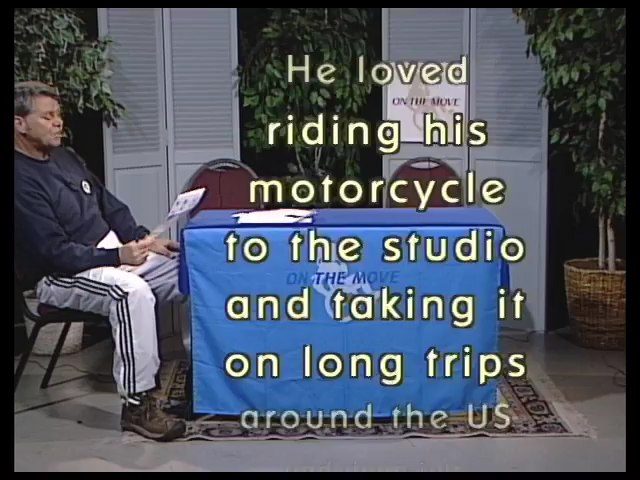 He loved
riding his
motorcycle
to the studio
and taking it
on long trips
around the US
ON THE MOVE
ON THE MOVE